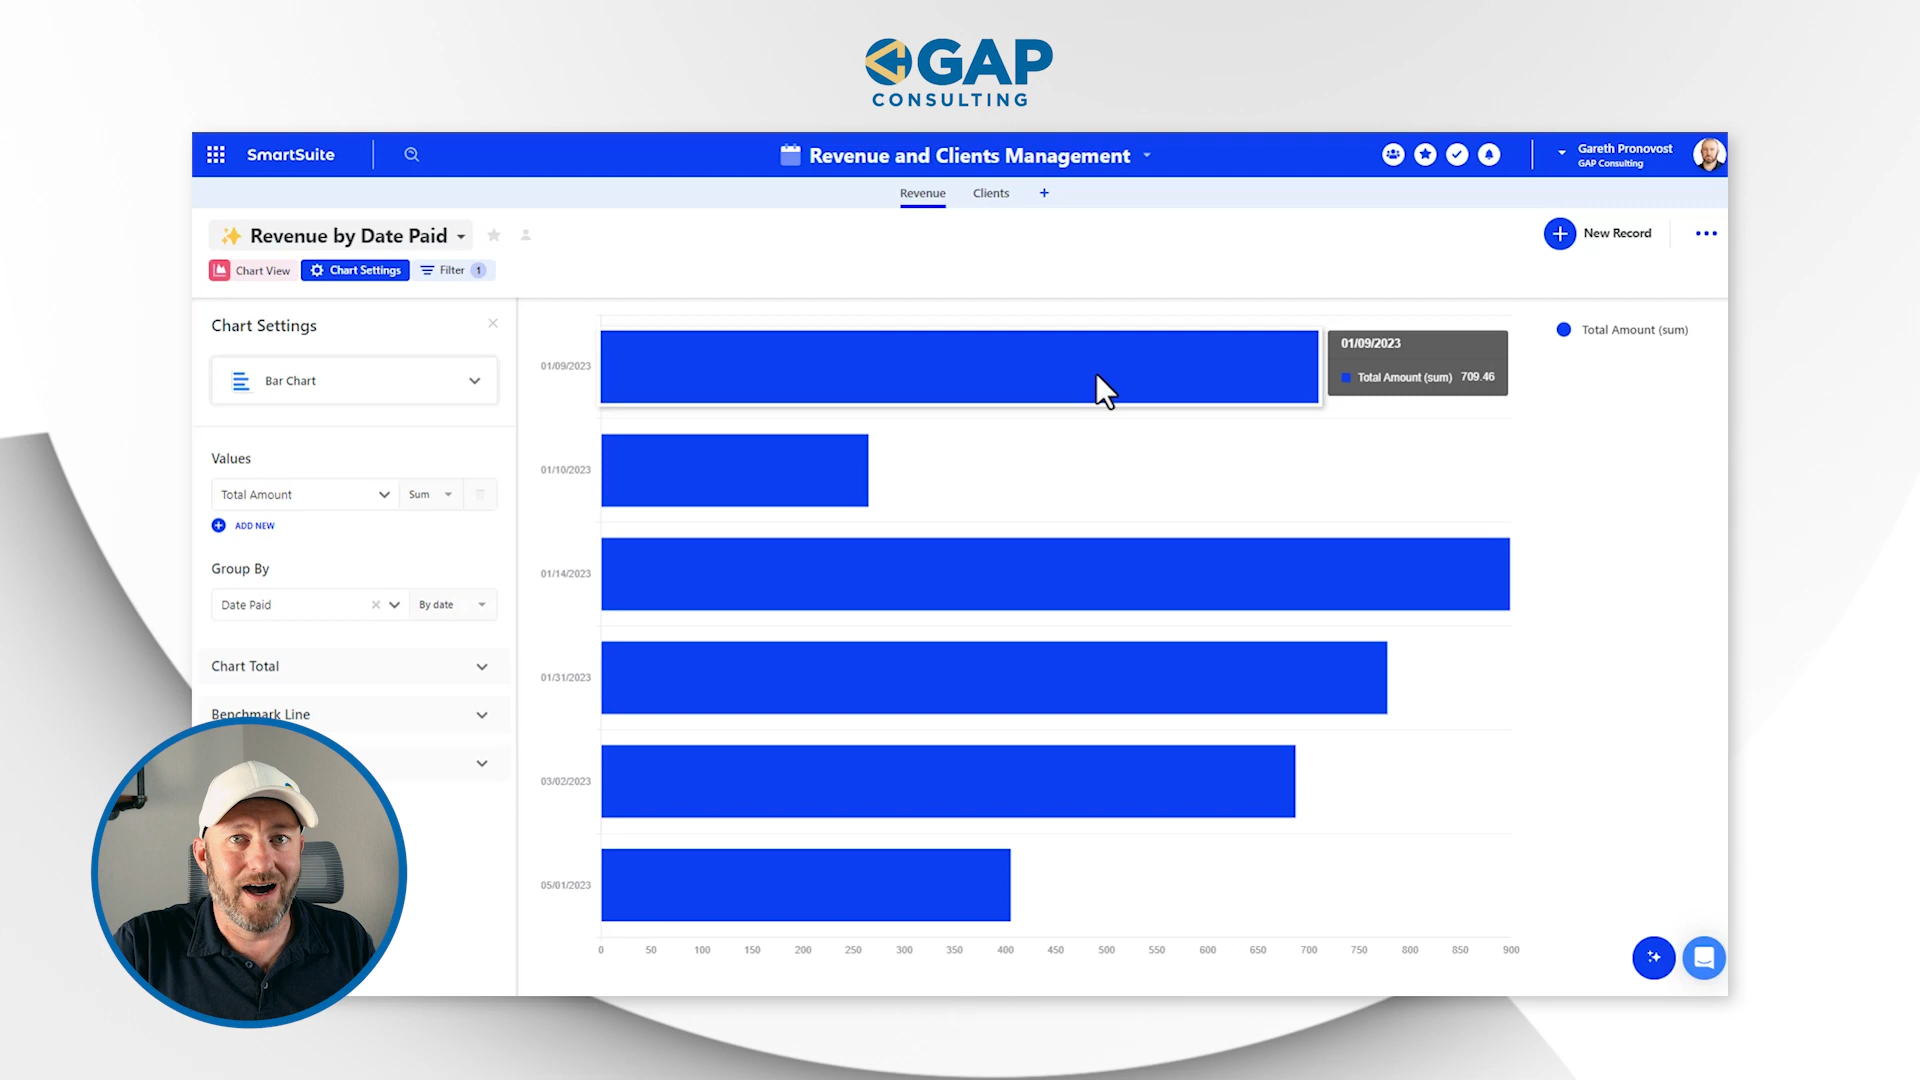 GAP
CONSULTING
SmartSuite
Revenue and Clients Management
Gareth Pronovost
GAP Consulting
Revenue
Clients
Revenue by Date Paid
New Record
Chart View
Chart Settings
Filter 1
Chart Settings
Bar Chart
Values
Total Amount
Sum
ADD NEW
Group By
Date Paid
By date
Chart Total
Benchmark Line
Total Amount (sum)
01/09/2023
Total Amount (sum) 709.46
01/09/2023
01/10/2023
01/14/2023
01/31/2023
03/02/2023
05/01/2023
0 50 100 150 200 250 300 350 400 450 500 550 600 650 700 750 800 850 900